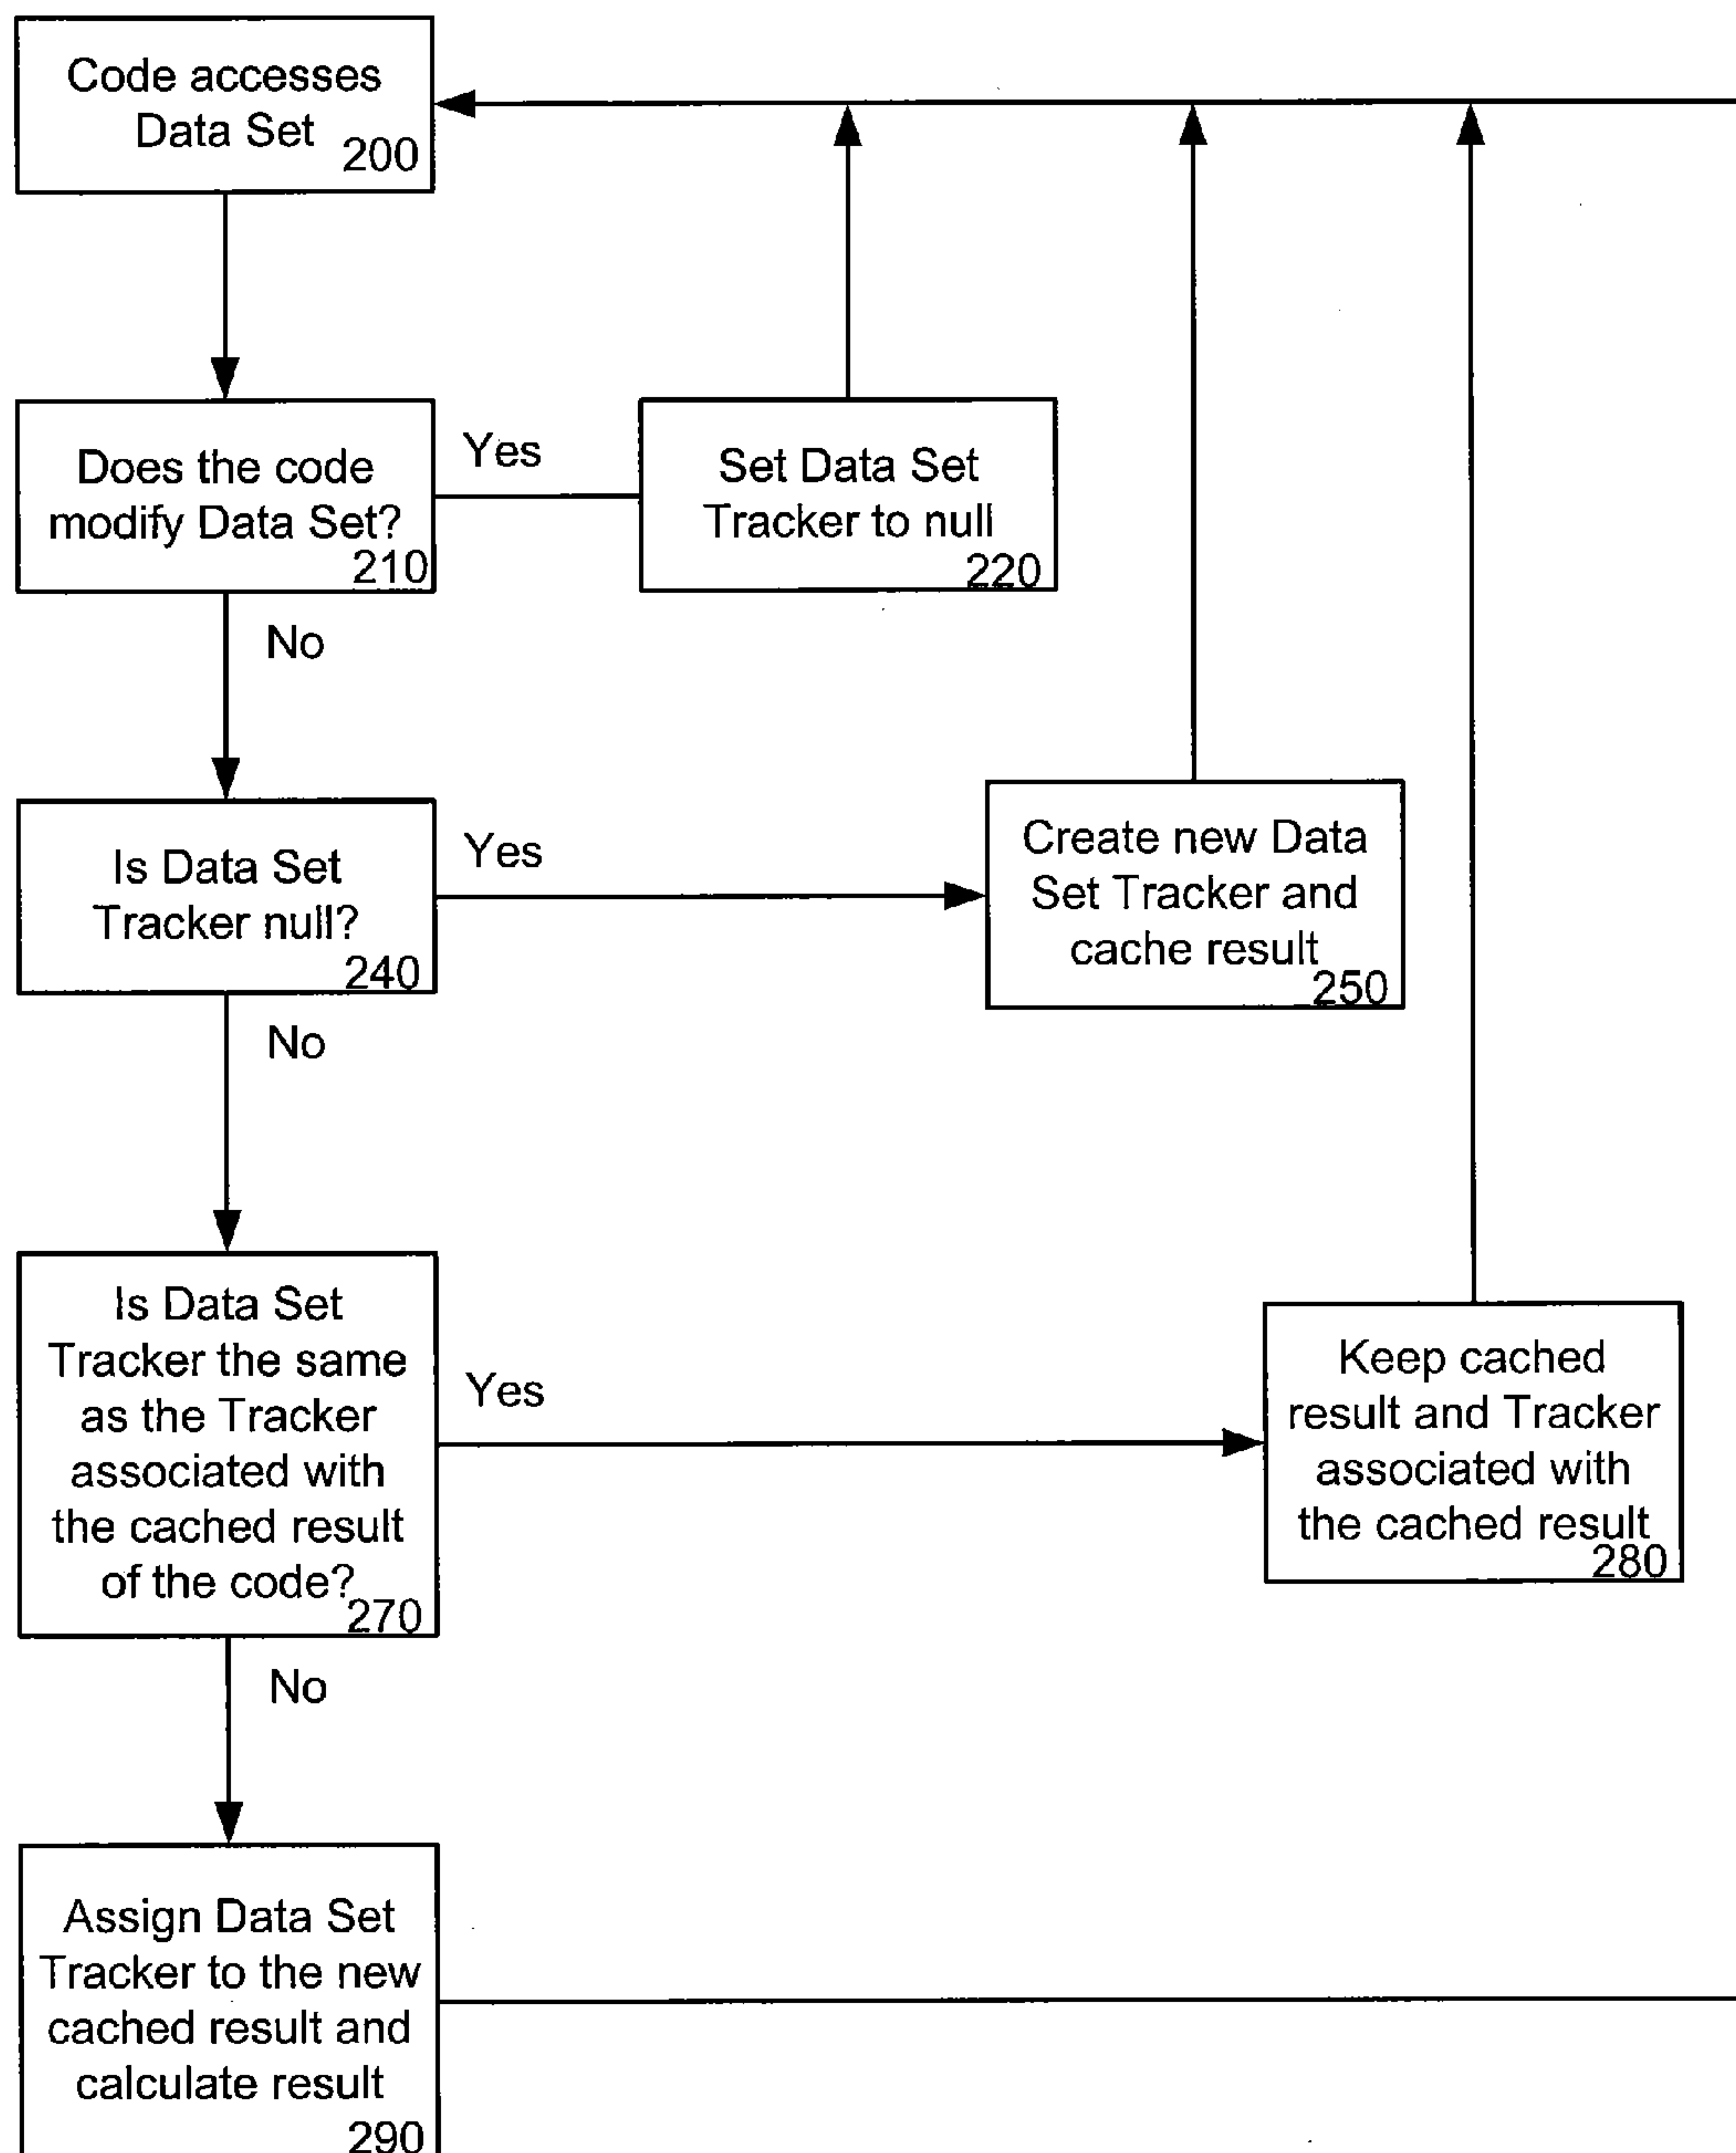 Code accesses
Data Set
200
Does the code
modify Data Set?
210
Yes
Set Data Set
Tracker to null
220
No
Is Data Set
Tracker null?
240
Yes
Create new Data
Set Tracker and
cache result
250
No
Is Data Set
Tracker the same
as the Tracker
associated with
the cached result
of the code?
270
Yes
Keep cached
result and Tracker
associated with
the cached result
280
No
Assign Data Set
Tracker to the new
cached result and
calculate result
290